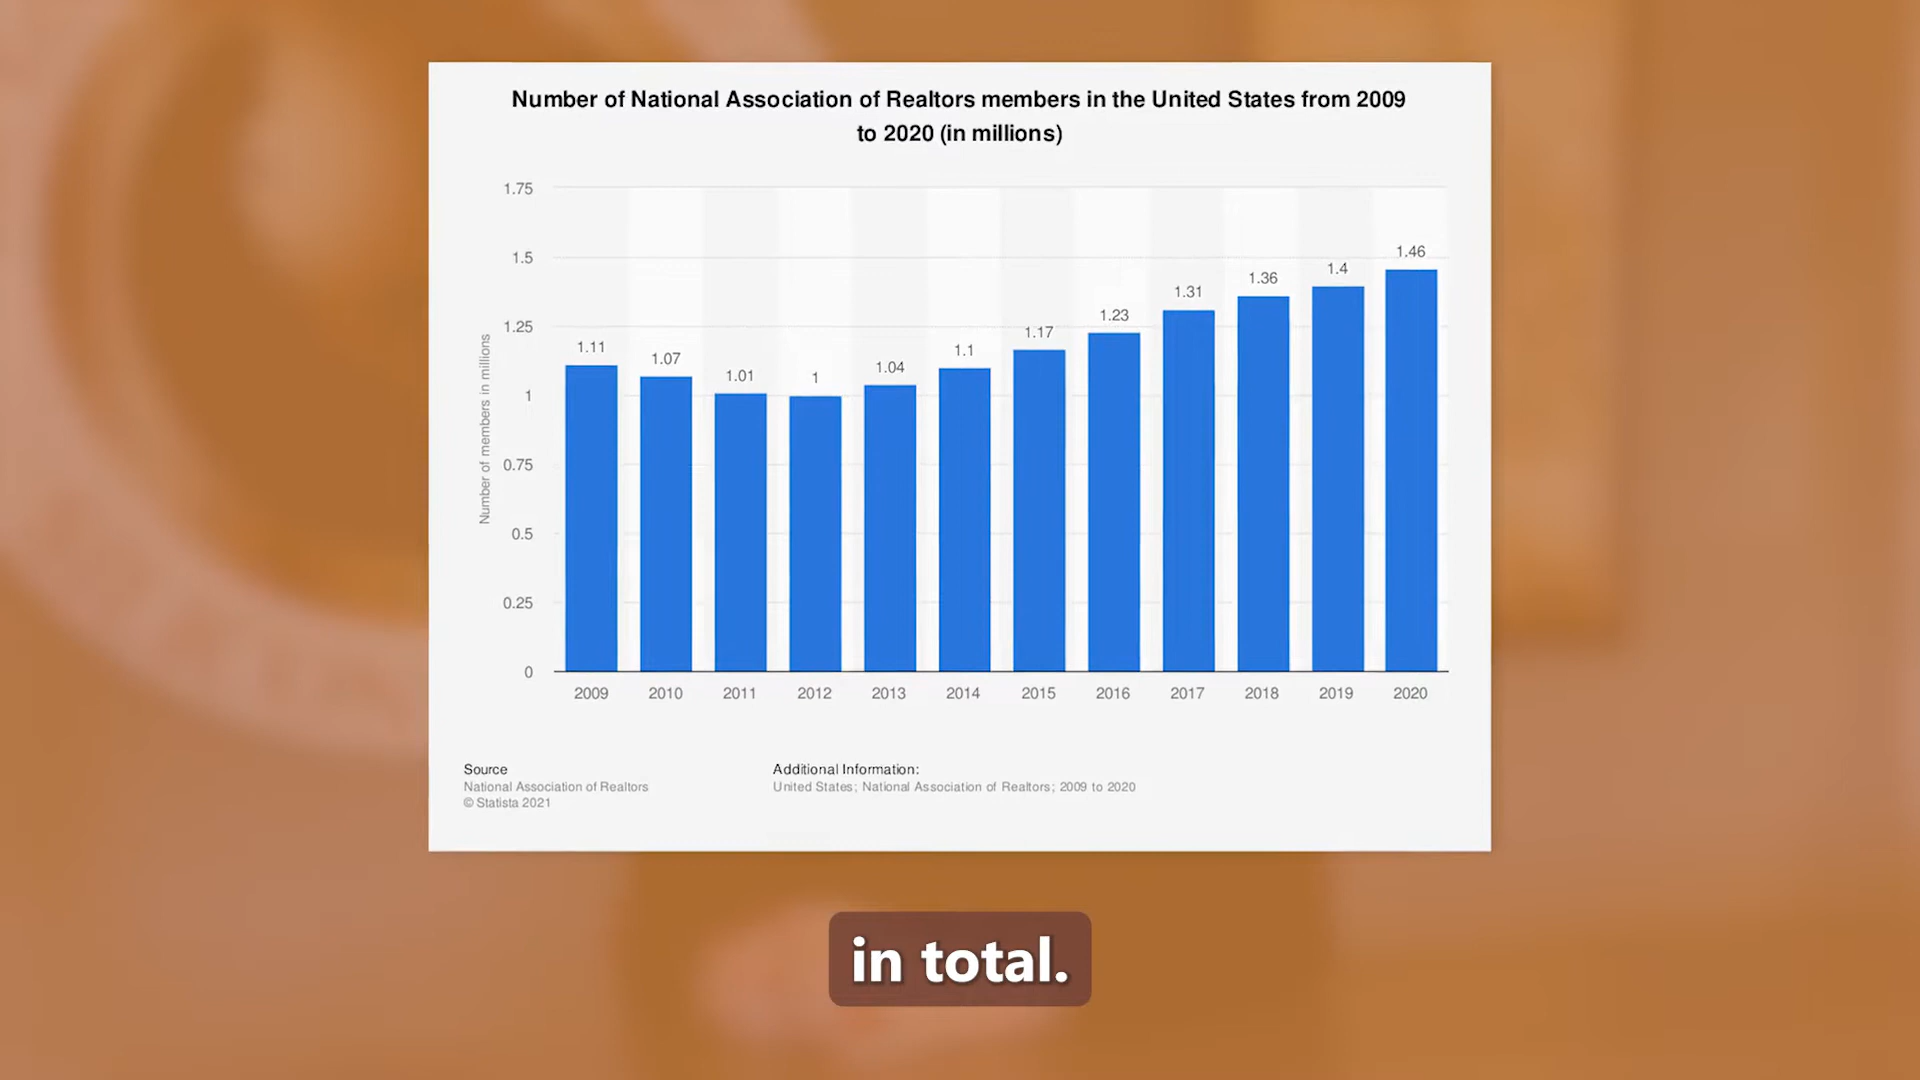 Number of National Association of Realtors members in the United States from 2009
to 2020 (in millions)
Number of members in millions
1.75
1.5
1.25
1
0.75
0.5
0.25
0
1.11
1.07
1.01
1
1.04
1.1
1.17
1.23
1.31
1.36
1.4
1.46
2009 2010 2011 2012 2013 2014 2015 2016 2017 2018 2019 2020
Source
National Association of Realtors
© Statista 2021
Additional Information:
United States; National Association of Realtors; 2009 to 2020
in total.